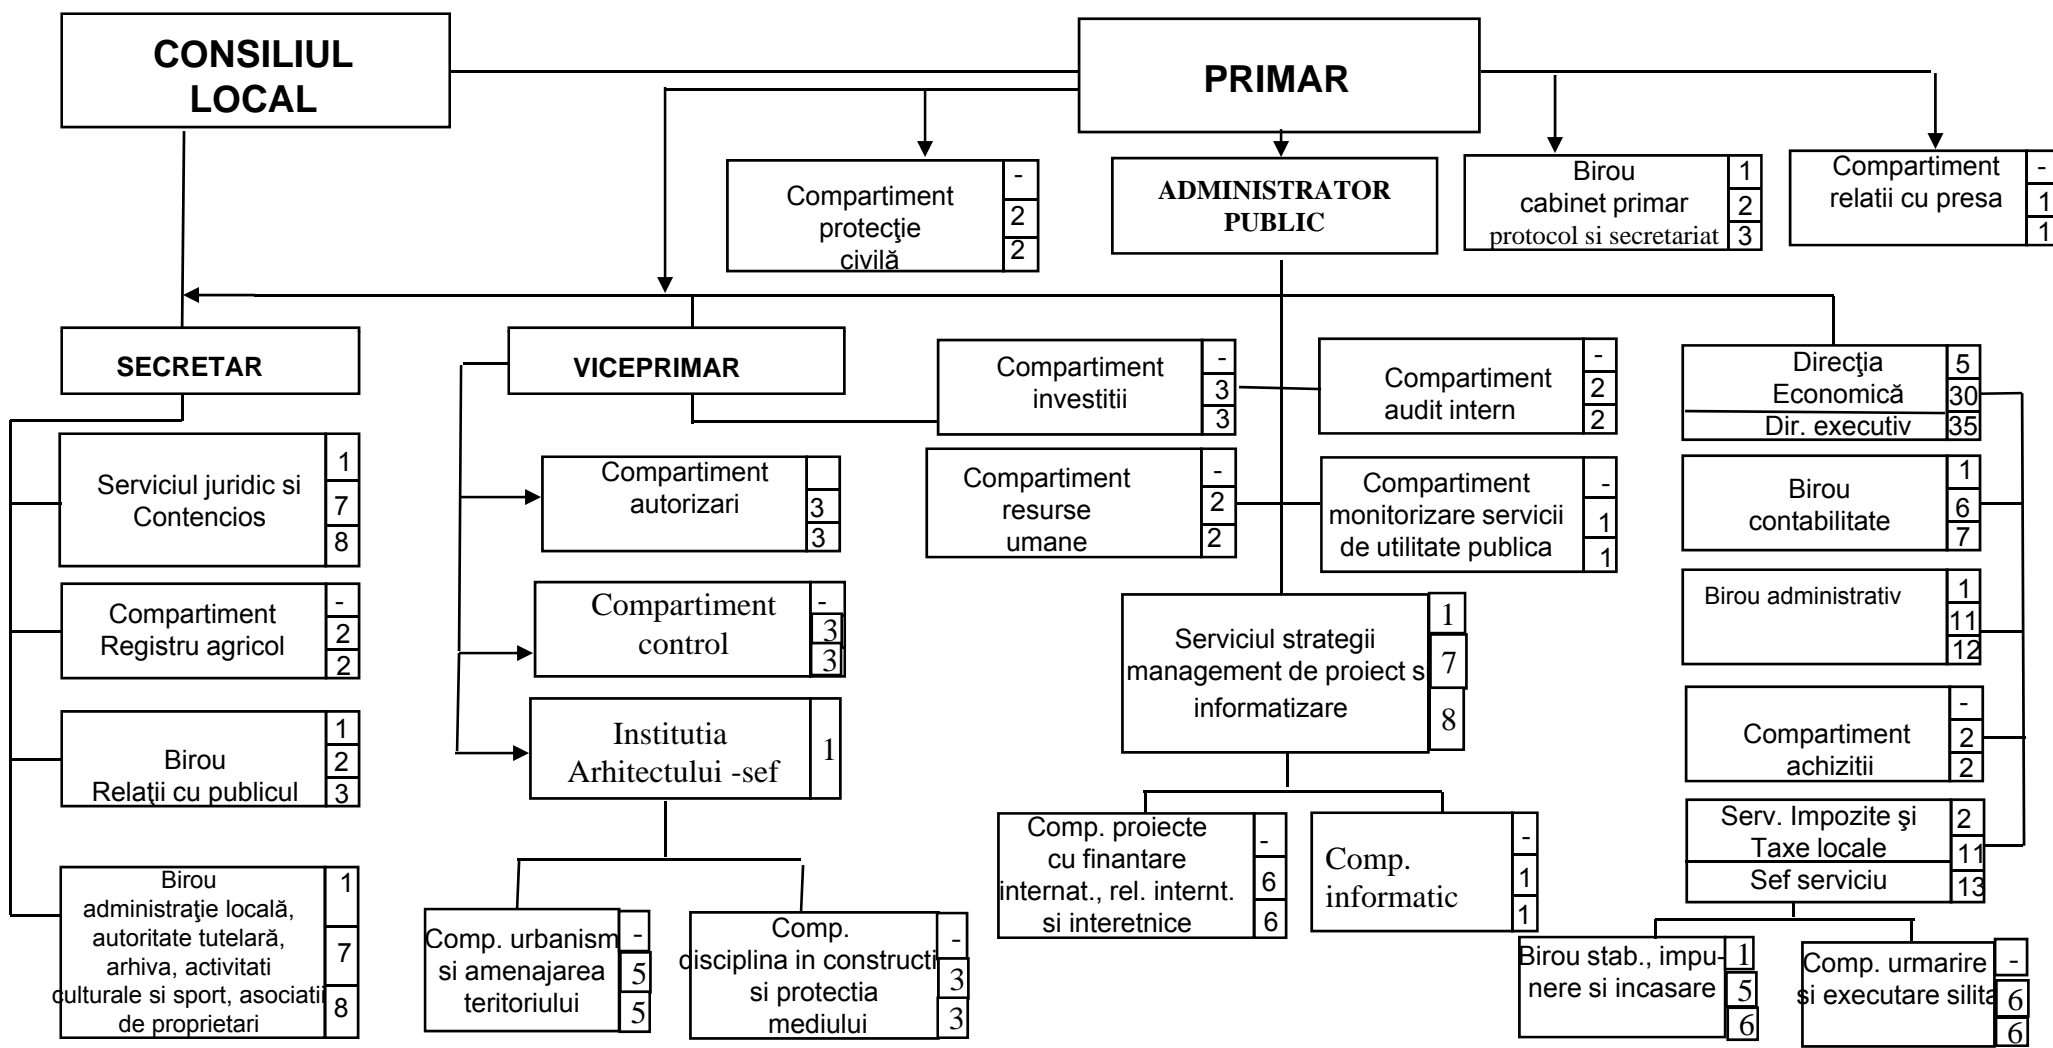 CONSILIUL
LOCAL
PRIMAR
Compartiment
protecţie
civilă
-
2
2
ADMINISTRATOR
PUBLIC
Birou
cabinet primar
protocol si secretariat
1
2
3
Compartiment
relatii cu presa
-
1
1
SECRETAR
VICEPRIMAR
Compartiment
investitii
-
3
3
Compartiment
audit intern
-
2
2
Direcţia
Economică
Dir. executiv
5
30
35
Serviciul juridic si
Contencios
1
7
8
Compartiment
autorizari
3
3
Compartiment
resurse
umane
-
2
2
Compartiment
monitorizare servicii
de utilitate publica
-
1
1
Birou
contabilitate
1
6
7
Compartiment
Registru agricol
-
2
2
Compartiment
control
-
3
3
Serviciul strategii
management de proiect s
informatizare
1
7
8
Birou administrativ
1
11
12
Birou
Relaţii cu publicul
1
2
3
Institutia
Arhitectului -sef
1
Compartiment
achizitii
-
2
2
Comp. proiecte
cu finantare
internat., rel. internt.
si interetnice
-
6
6
Comp.
informatic
-
1
1
Serv. Impozite şi
Taxe locale
Sef serviciu
2
11
13
Birou
administraţie locală,
autoritate tutelară,
arhiva, activitati
culturale si sport, asociatii
de proprietari
1
7
8
Comp. urbanism
si amenajarea
teritoriului
-
5
5
Comp.
disciplina in constructi
si protectia
mediului
-
3
3
Birou stab., impu-
nere si incasare
1
5
6
Comp. urmarire
si executare silita
-
6
6